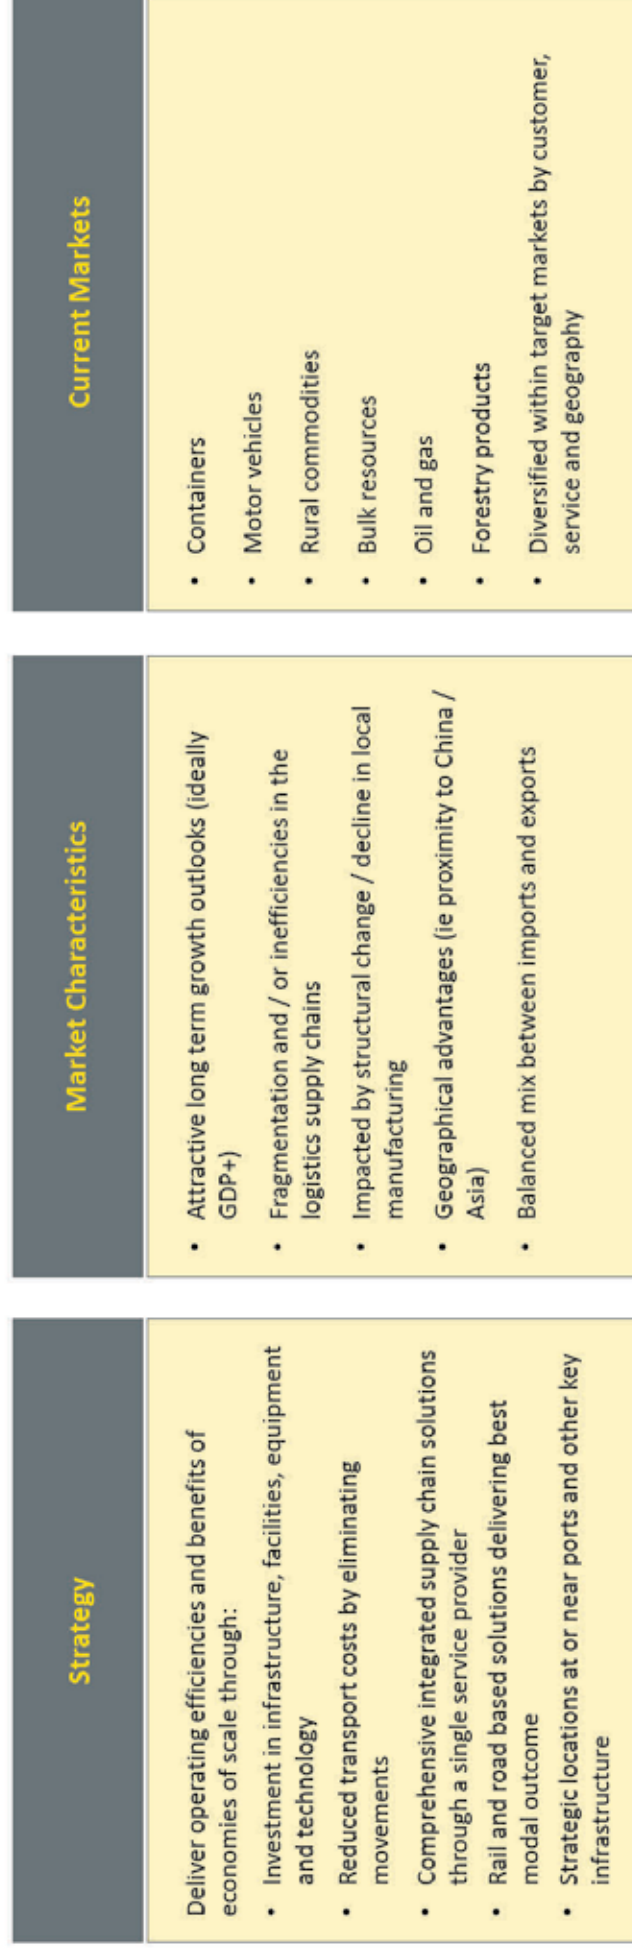 Strategy
Deliver operating efficiencies and benefits of
economies of scale through:
• Investment in infrastructure, facilities, equipment
and technology
• Reduced transport costs by eliminating
movements
• Comprehensive integrated supply chain solutions
through a single service provider
• Rail and road based solutions delivering best
modal outcome
• Strategic locations at or near ports and other key
infrastructure
Market Characteristics
• Attractive long term growth outlooks (ideally
GDP+)
• Fragmentation and / or inefficiencies in the
logistics supply chains
• Impacted by structural change / decline in local
manufacturing
• Geographical advantages (ie proximity to China /
Asia)
• Balanced mix between imports and exports
Current Markets
• Containers
• Motor vehicles
• Rural commodities
• Bulk resources
• Oil and gas
• Forestry products
• Diversified within target markets by customer,
service and geography